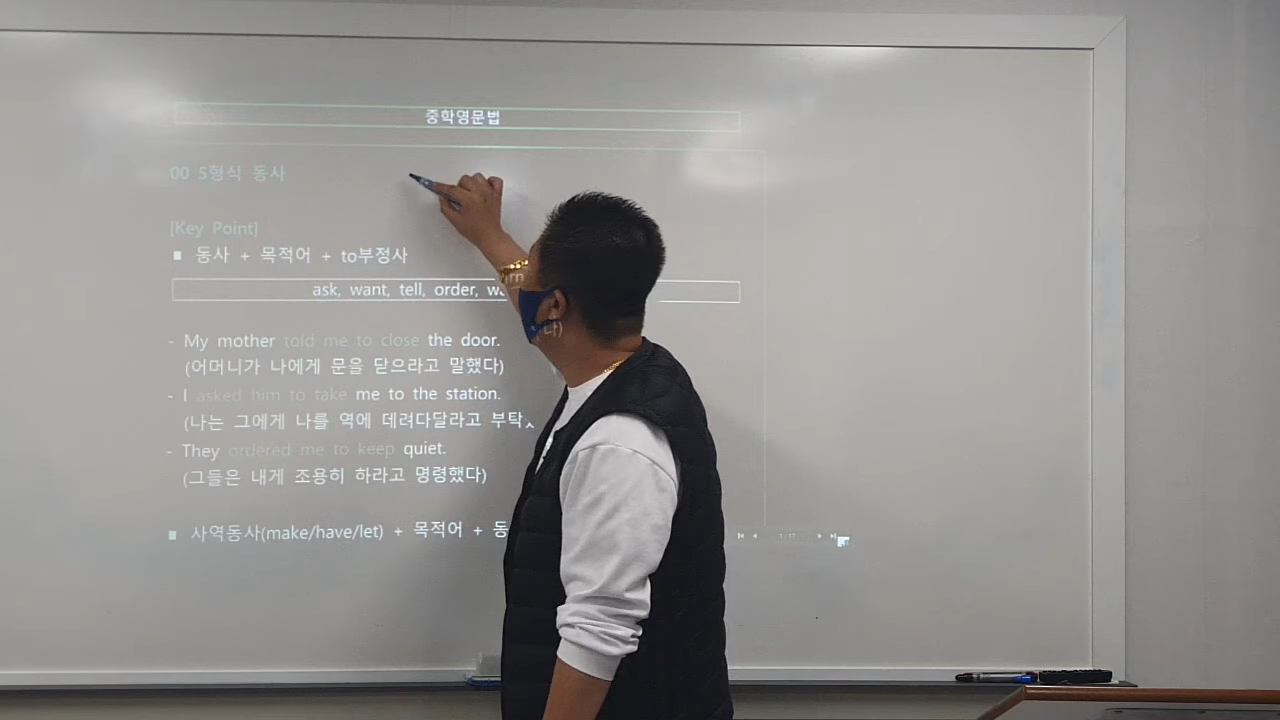 중학영문법
00 5형식 동사
[Key Point]
■ 동사 + 목적어 + to부정사
ask, want, tell, order,
- My mother told me to close the door.
(어머니가 나에게 문을 닫으라고 말했다)
- I asked him to take me to the station.
(나는 그에게 나를 역에 데려다달라고 부탁
- They ordered me to keep quiet.
(그들은 내게 조용히 하라고 명령했다)
■ 사역동사(make/have/let) + 목적어 + 동